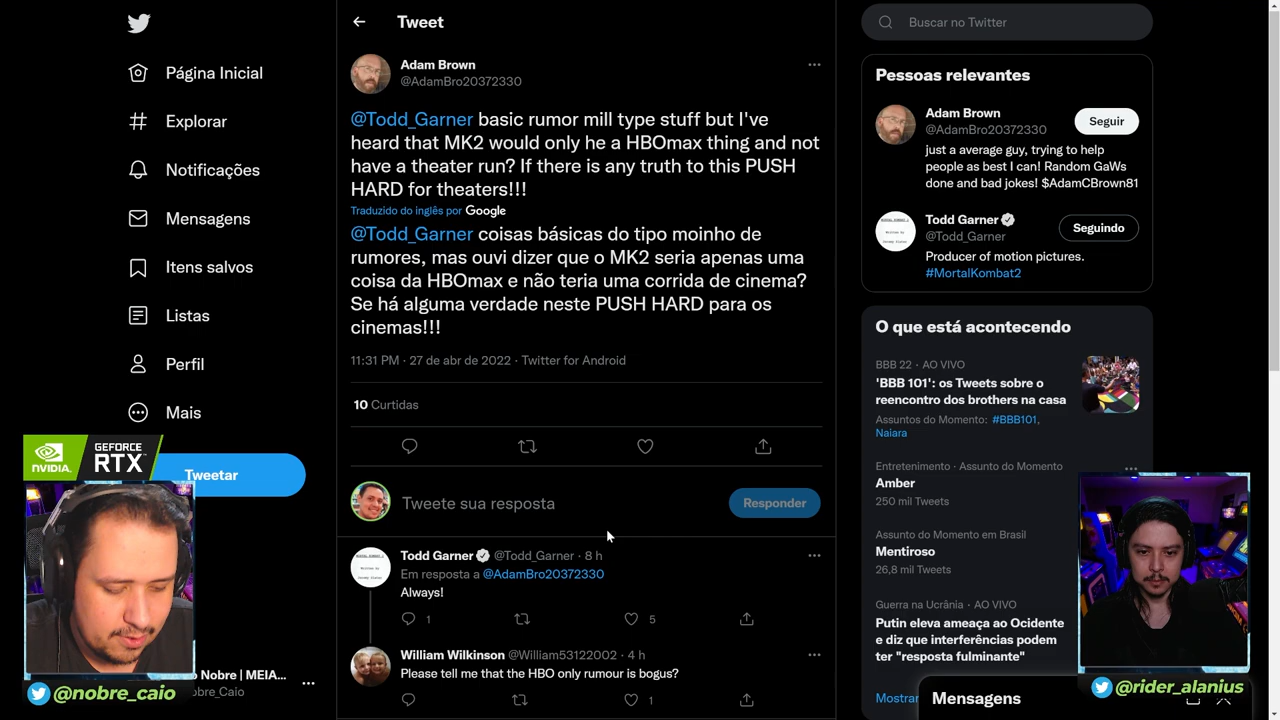 Tweet
Buscar no Twitter
Página Inicial
Explorar
Notificações
Mensagens
Itens salvos
Listas
Perfil
Mais
Tweetar
Adam Brown
@AdamBro20372330
@Todd_Garner basic rumor mill type stuff but I've
heard that MK2 would only he a HBOmax thing and not
have a theater run? If there is any truth to this PUSH
HARD for theaters!!!
Traduzido do inglês por Google
@Todd_Garner coisas básicas do tipo moinho de
rumores, mas ouvi dizer que o MK2 seria apenas uma
coisa da HBOmax e não teria uma corrida de cinema?
Se há alguma verdade neste PUSH HARD para os
cinemas!!!
11:31 PM · 27 de abr de 2022 · Twitter for Android
10 Curtidas
Tweete sua resposta
Responder
Todd Garner @Todd_Garner · 8 h
Em resposta a @AdamBro20372330
Always!
1
5
William Wilkinson @William53122002 · 4 h
Please tell me that the HBO only rumour is bogus?
1
Pessoas relevantes
Adam Brown
@AdamBro20372330
Seguir
just a average guy, trying to help
people as best I can! Random GaWs
done and bad jokes! $AdamCBrown81
Todd Garner
@Todd_Garner
Seguindo
Producer of motion pictures.
#MortalKombat2
O que está acontecendo
BBB 22 · AO VIVO
'BBB 101': os Tweets sobre o
reencontro dos brothers na casa
Assuntos do Momento: #BBB101,
Naiara
Entretenimento · Assunto do Momento
Amber
250 mil Tweets
Assunto do Momento em Brasil
Mentiroso
26,8 mil Tweets
Guerra na Ucrânia · AO VIVO
Putin eleva ameaça ao Ocidente
e diz que interferências podem
ter "resposta fulminante"
Mostrar
Mensagens
NVIDIA.
GEFORCE
RTX
Nobre | MEIA...
@nobre_caio
@rider_alanius